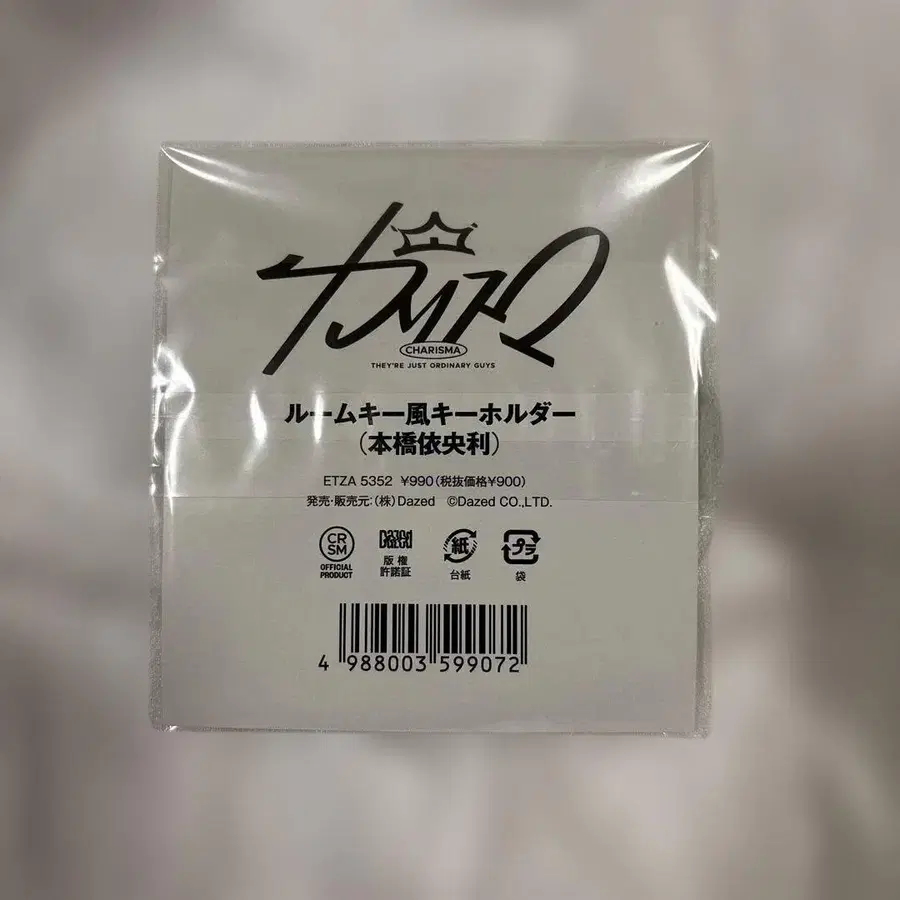 カリスマ
CHARISMA
THEY'RE JUST ORDINARY GUYS
ルームキー風キーホルダー
(本橋依央利)
ETZA 5352 ¥990(税抜価格¥900)
発売・販売元:(株)Dazed ©Dazed CO.,LTD.
CR
SM
OFFICIAL
PRODUCT
Dazed
版権
許諾証
紙
台紙
プラ
袋
4 988003 599072